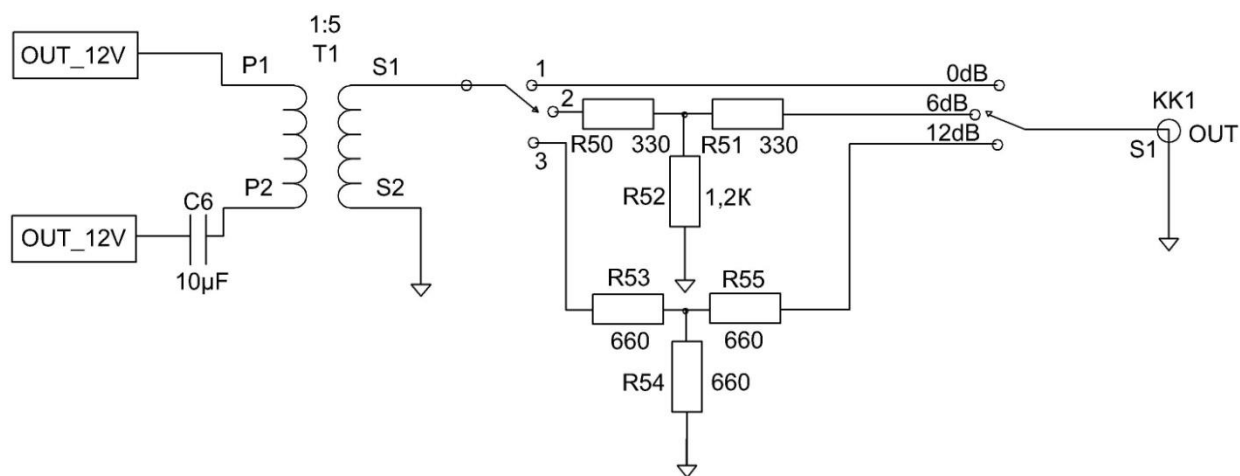 1:5
T1
OUT_12V
P1
S1
1
0dB
2
6dB
KK1
OUT
R50
330
R51
330
12dB
S1
3
P2
S2
R52
1,2К
C6
OUT_12V
10µF
R53
R55
660
660
R54
660